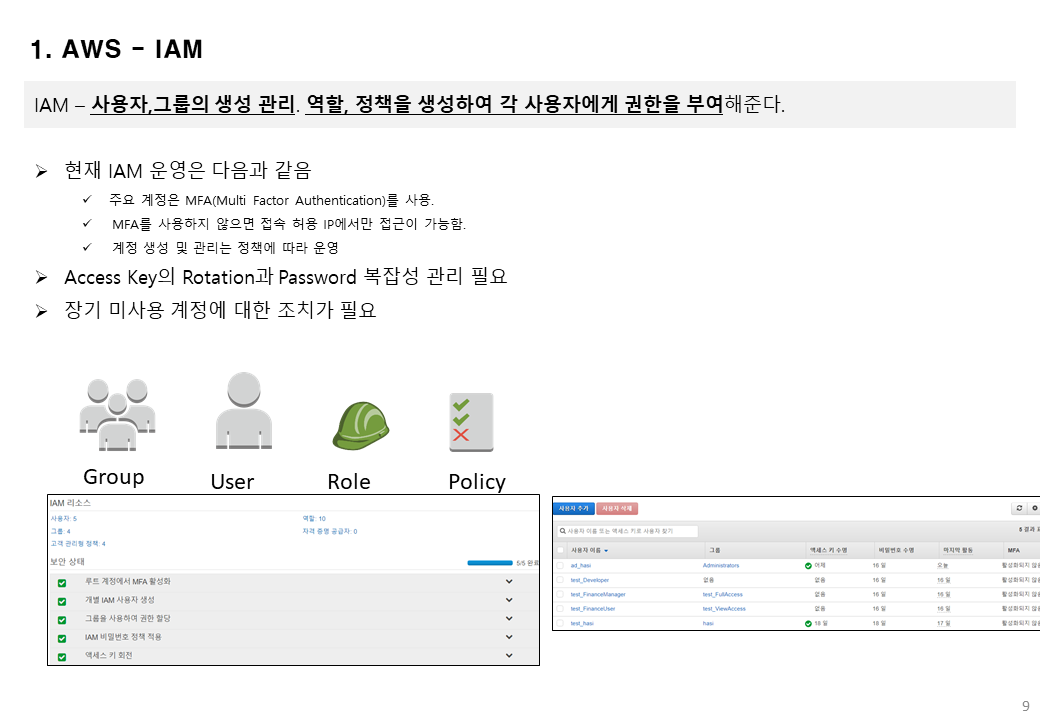 1. AWS – IAM
IAM – 사용자,그룹의 생성 관리. 역할, 정책을 생성하여 각 사용자에게 권한을 부여해준다.
현재 IAM 운영은 다음과 같음
주요 계정은 MFA(Multi Factor Authentication)를 사용.
MFA를 사용하지 않으면 접속 허용 IP에서만 접근이 가능함.
계정 생성 및 관리는 정책에 따라 운영
Access Key의 Rotation과 Password 복잡성 관리 필요
장기 미사용 계정에 대한 조치가 필요
Group User Role Policy
IAM 리소스
사용자: 5 역할: 10
그룹: 4 자격 증명 공급자: 0
고객 관리형 정책: 4
보안 상태 5/5 완료
루트 계정에서 MFA 활성화
개별 IAM 사용자 생성
그룹을 사용하여 권한 할당
IAM 비밀번호 정책 적용
액세스 키 회전
사용자 추가 사용자 삭제
사용자 이름 또는 액세스 키로 사용자 찾기 5 결과
사용자 이름 그룹 액세스 키 수명 비밀번호 수명 마지막 활동 MFA
ad_hasi Administrators 어제 16 일 오늘 활성화되지 않
test_Developer 없음 없음 16 일 16 일 활성화되지 않
test_FinanceManager test_FullAccess 없음 16 일 16 일 활성화되지 않
test_FinanceUser test_ViewAccess 없음 16 일 16 일 활성화되지 않
test_hasi hasi 18 일 18 일 17 일 활성화되지 않
9